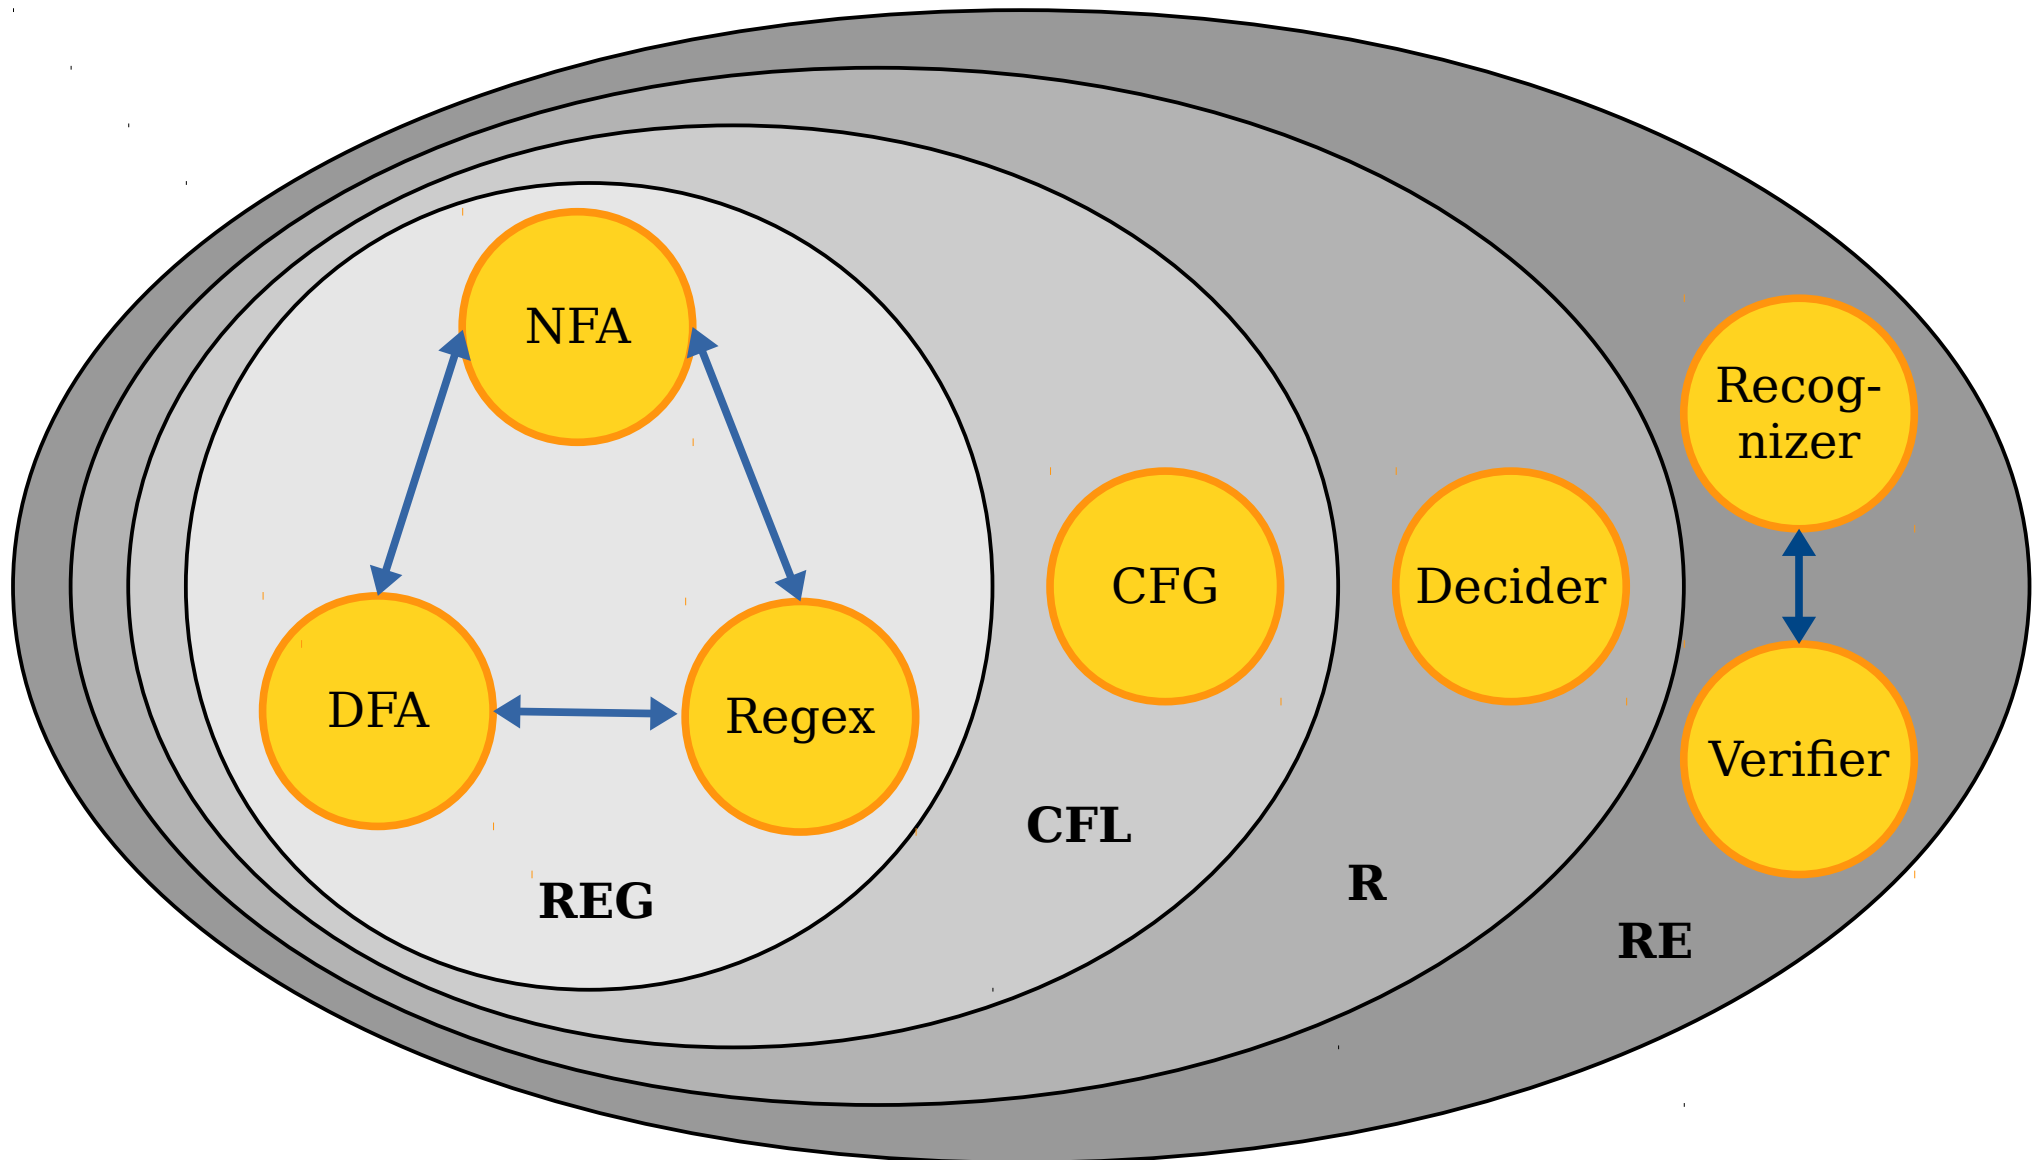 NFA
Recog-
nizer
CFG
Decider
DFA
Regex
Verifier
CFL
R
REG
RE